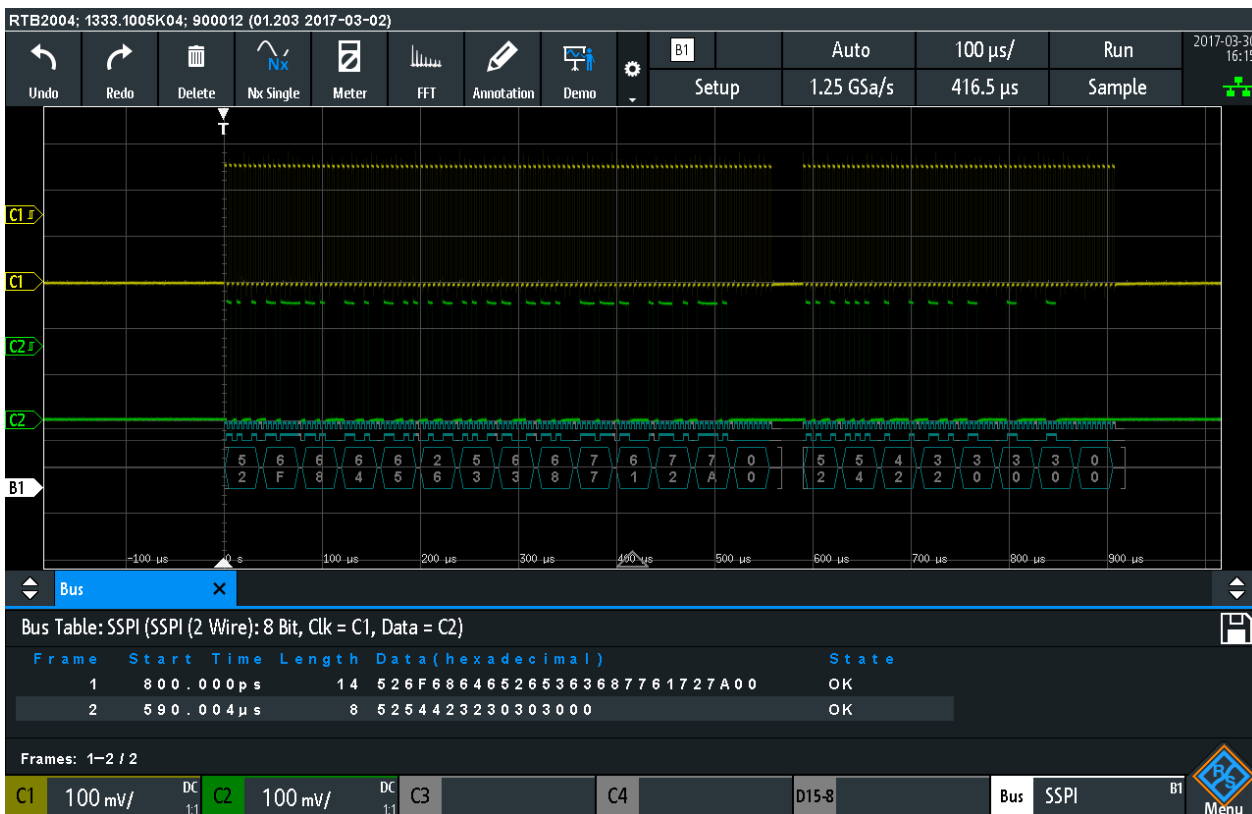 RTB2004; 1333.1005K04; 900012 (01.203 2017-03-02)
Undo Redo Delete Nx Single Meter FFT Annotation Demo
Nx
B1 Auto 100 µs/ Run
Setup 1.25 GSa/s 416.5 µs Sample
2017-03-30
16:15
T
C1
C1
C2
C2
5 6 6 6 6 2 5 6 6 7 6 7 7 0 5 5 4 3 3 3 3 0
2 F 8 4 5 6 3 3 8 7 1 2 A 0 2 4 2 2 0 0 0 0
B1
-100 µs 0 s 100 µs 200 µs 300 µs 400 µs 500 µs 600 µs 700 µs 800 µs 900 µs
Bus
Bus Table: SSPI (SSPI (2 Wire): 8 Bit, Clk = C1, Data = C2)
Frame Start Time Length Data(hexadecimal) State
1 800.000ps 14 526F686465265363687761727A00 OK
2 590.004µs 8 5254423230303000 OK
Frames: 1-2 / 2
C1 100 mV/ DC 1:1 C2 100 mV/ DC 1:1 C3 C4 D15-8 Bus SSPI B1
R&S
Menu